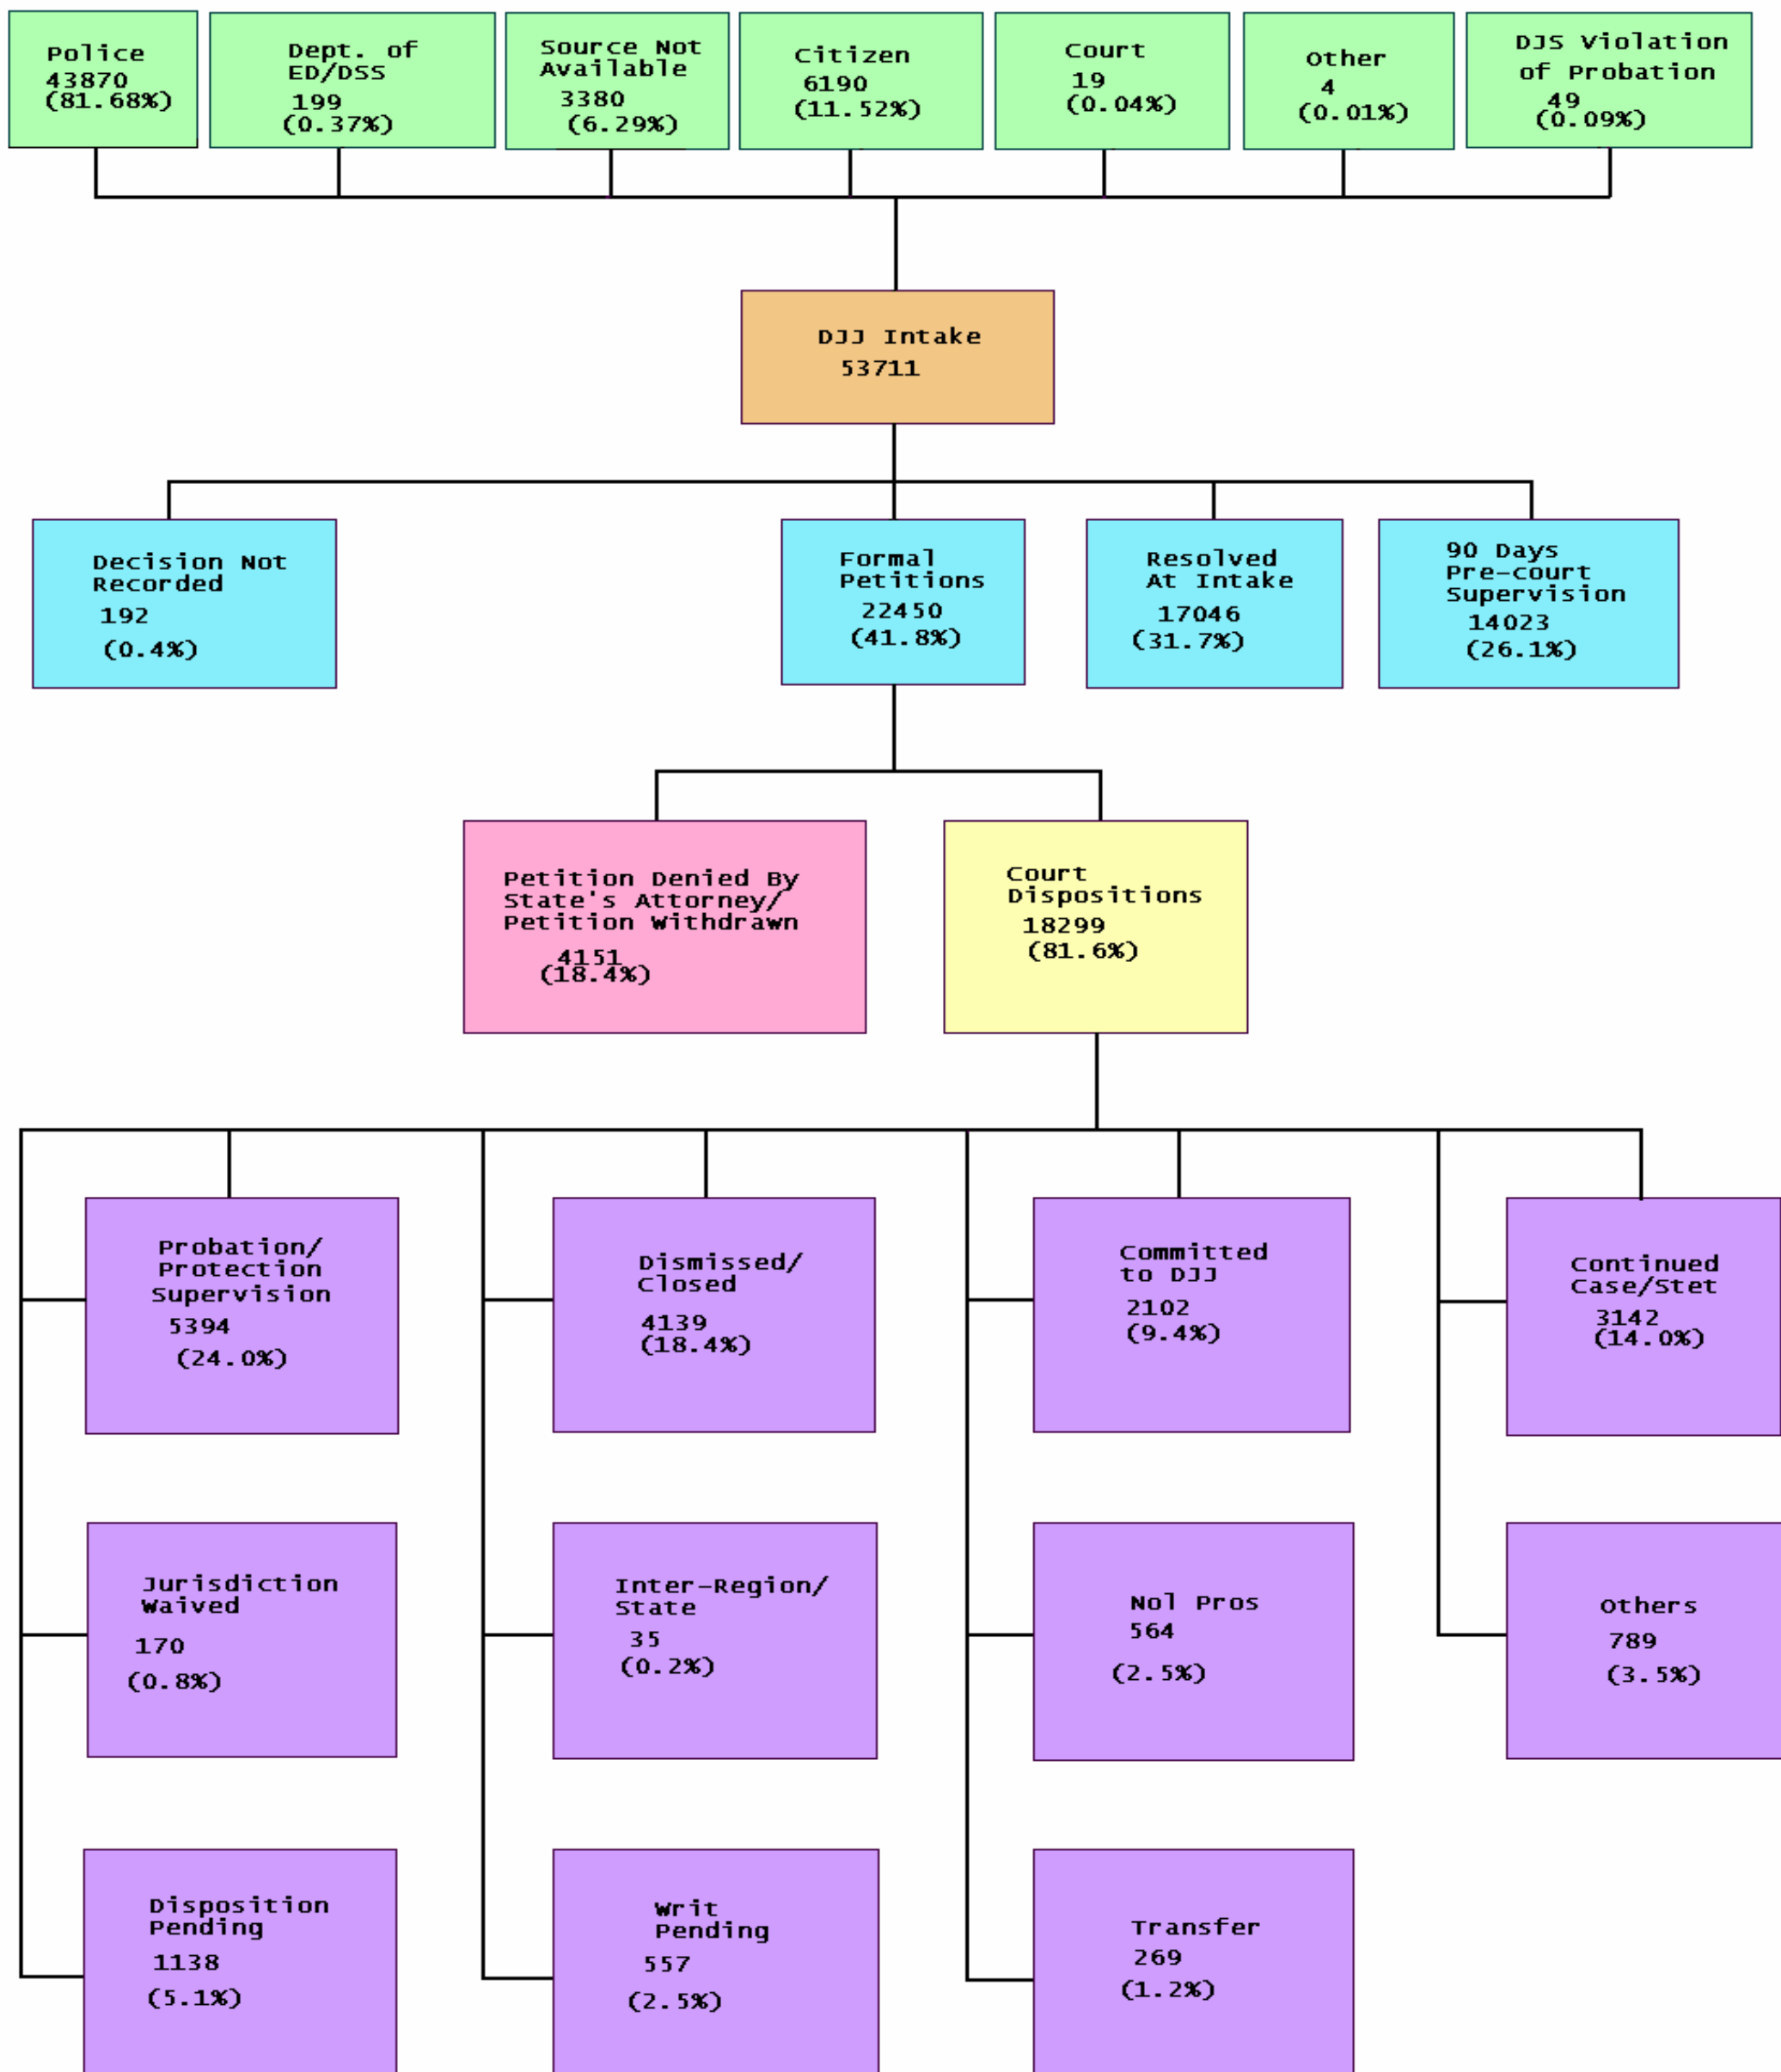 Police
43870
(81.68%)
Dept. of
ED/DSS
199
(0.37%)
Source Not
Available
3380
(6.29%)
Citizen
6190
(11.52%)
Court
19
(0.04%)
Other
4
(0.01%)
DJS Violation
of Probation
49
(0.09%)
DJJ Intake
53711
Decision Not
Recorded
192
(0.4%)
Formal
Petitions
22450
(41.8%)
Resolved
At Intake
17046
(31.7%)
90 Days
Pre-court
Supervision
14023
(26.1%)
Petition Denied By
State's Attorney/
Petition Withdrawn
4151
(18.4%)
Court
Dispositions
18299
(81.6%)
Probation/
Protection
Supervision
5394
(24.0%)
Dismissed/
Closed
4139
(18.4%)
Committed
to DJJ
2102
(9.4%)
Continued
Case/Stet
3142
(14.0%)
Jurisdiction
Waived
170
(0.8%)
Inter-Region/
State
35
(0.2%)
Nol Pros
564
(2.5%)
Others
789
(3.5%)
Disposition
Pending
1138
(5.1%)
Writ
Pending
557
(2.5%)
Transfer
269
(1.2%)